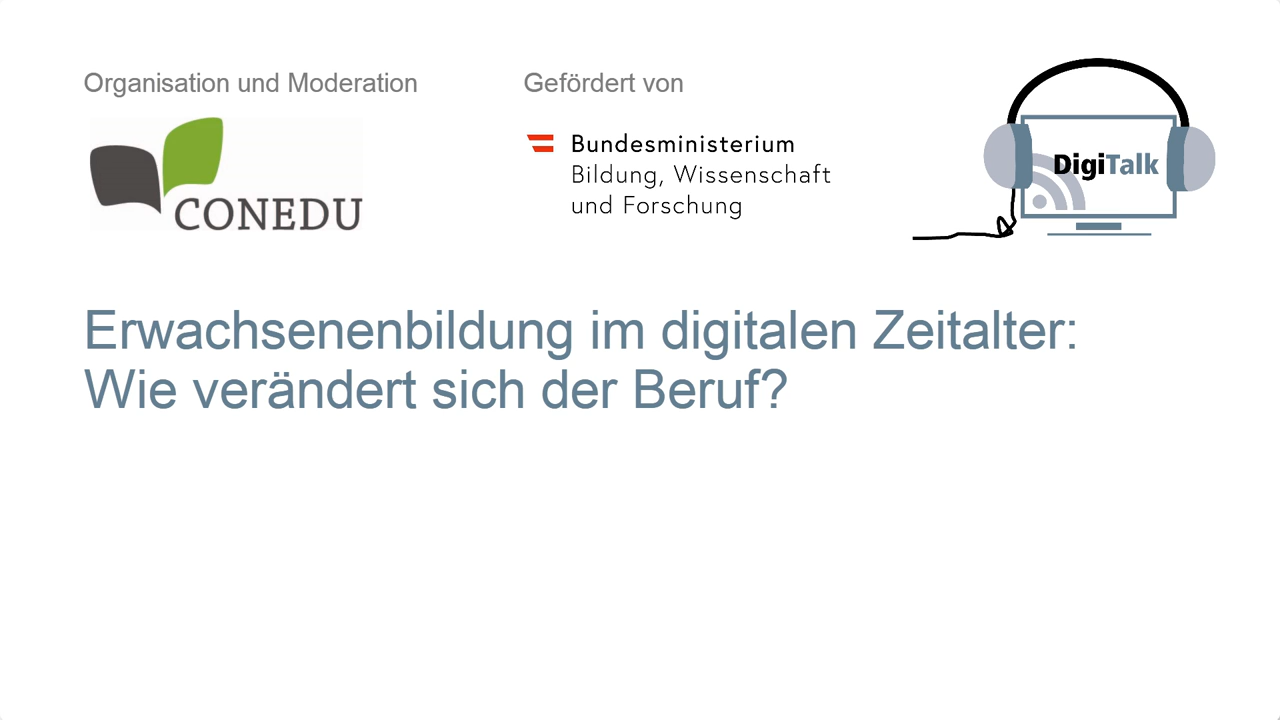 Organisation und Moderation
CONEDU
Gefördert von
Bundesministerium
Bildung, Wissenschaft
und Forschung
DigiTalk
Erwachsenenbildung im digitalen Zeitalter:
Wie verändert sich der Beruf?